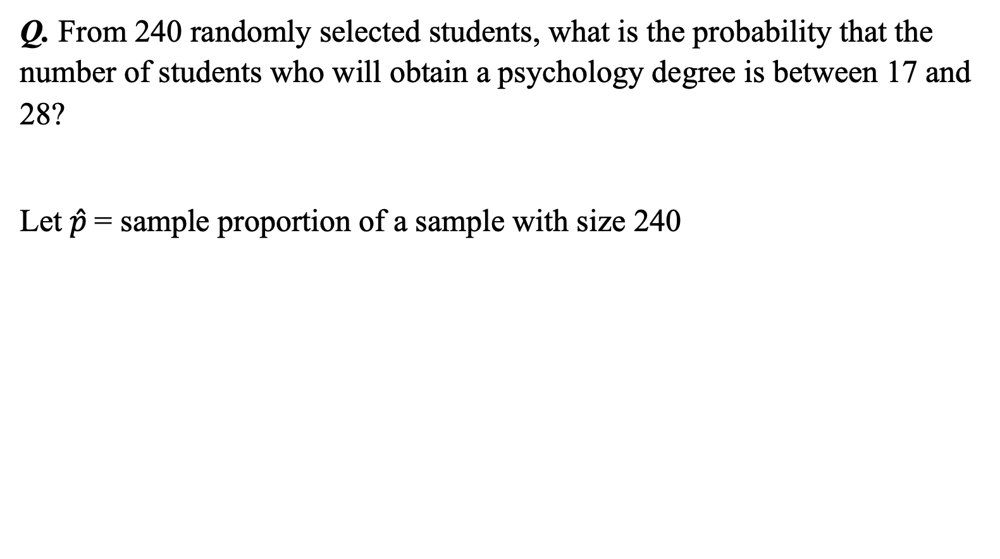 Q. From 240 randomly selected students, what is the probability that the
number of students who will obtain a psychology degree is between 17 and
28?
Let p̂ = sample proportion of a sample with size 240